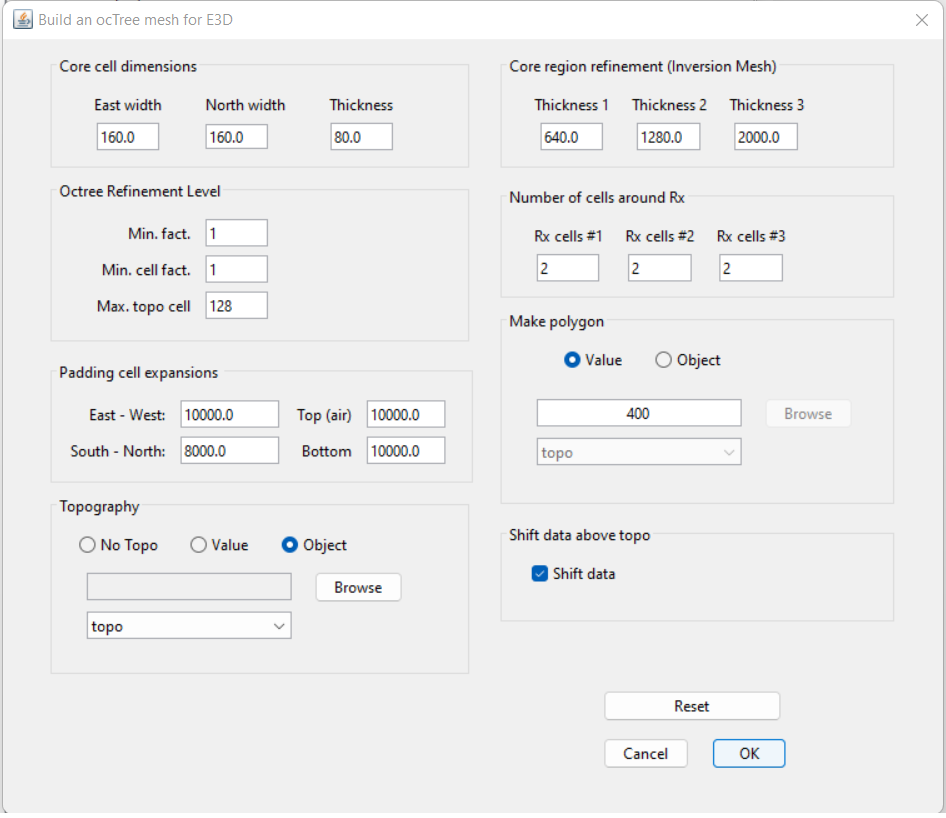 Build an ocTree mesh for E3D
Core cell dimensions
East width North width Thickness
160.0 160.0 80.0
Octree Refinement Level
Min. fact. 1
Min. cell fact. 1
Max. topo cell 128
Padding cell expansions
East - West: 10000.0 Top (air) 10000.0
South - North: 8000.0 Bottom 10000.0
Topography
No Topo Value Object
Browse
topo
Core region refinement (Inversion Mesh)
Thickness 1 Thickness 2 Thickness 3
640.0 1280.0 2000.0
Number of cells around Rx
Rx cells #1 Rx cells #2 Rx cells #3
2 2 2
Make polygon
Value Object
400 Browse
topo
Shift data above topo
Shift data
Reset
Cancel OK